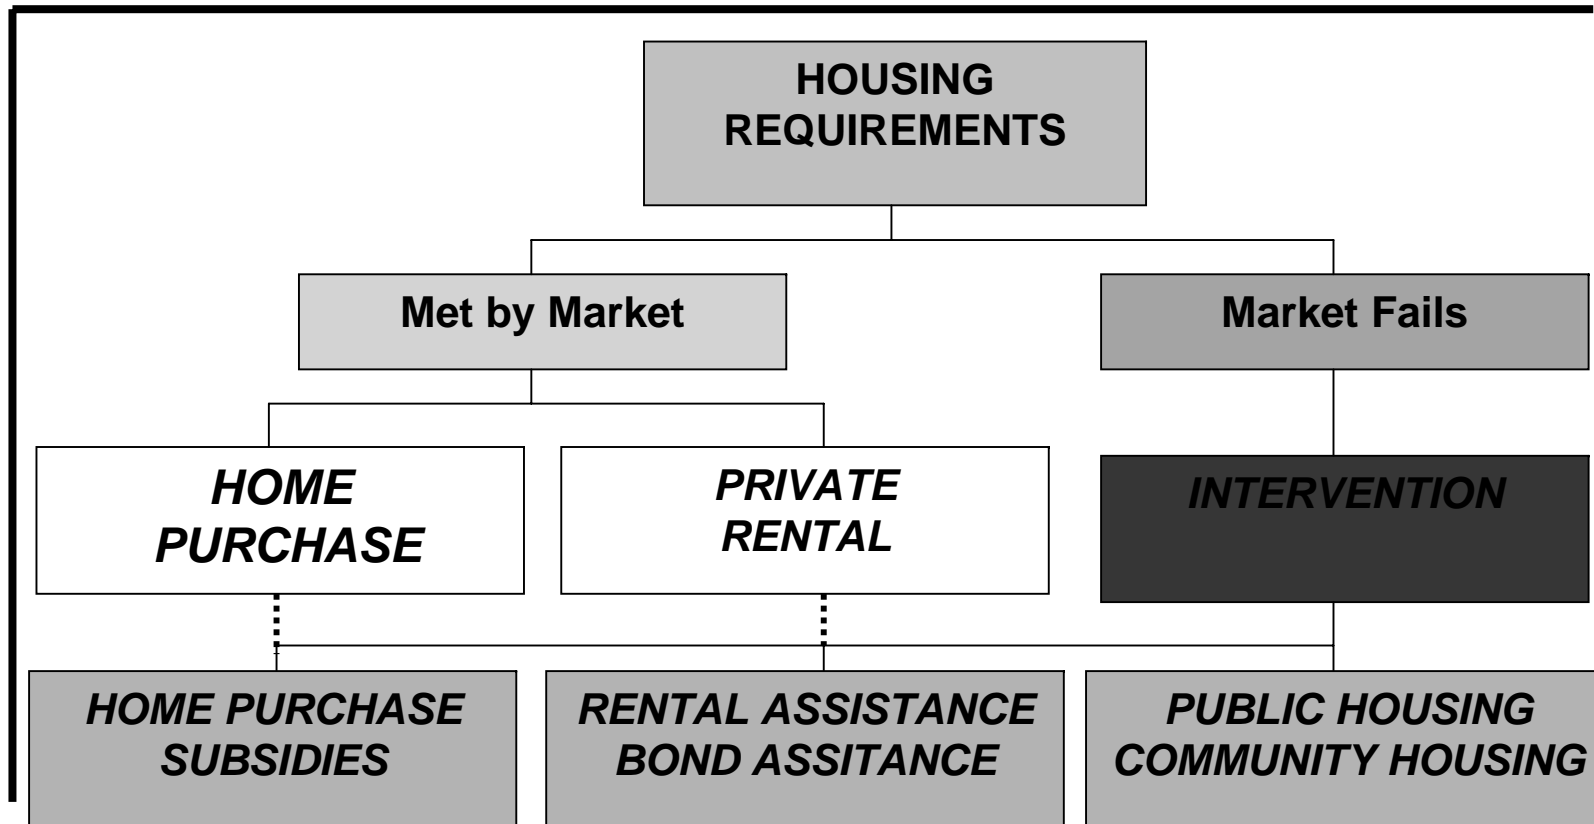 HOUSING
REQUIREMENTS
Met by Market
Market Fails
HOME
PURCHASE
PRIVATE
RENTAL
INTERVENTION
HOME PURCHASE
SUBSIDIES
RENTAL ASSISTANCE
BOND ASSITANCE
PUBLIC HOUSING
COMMUNITY HOUSING